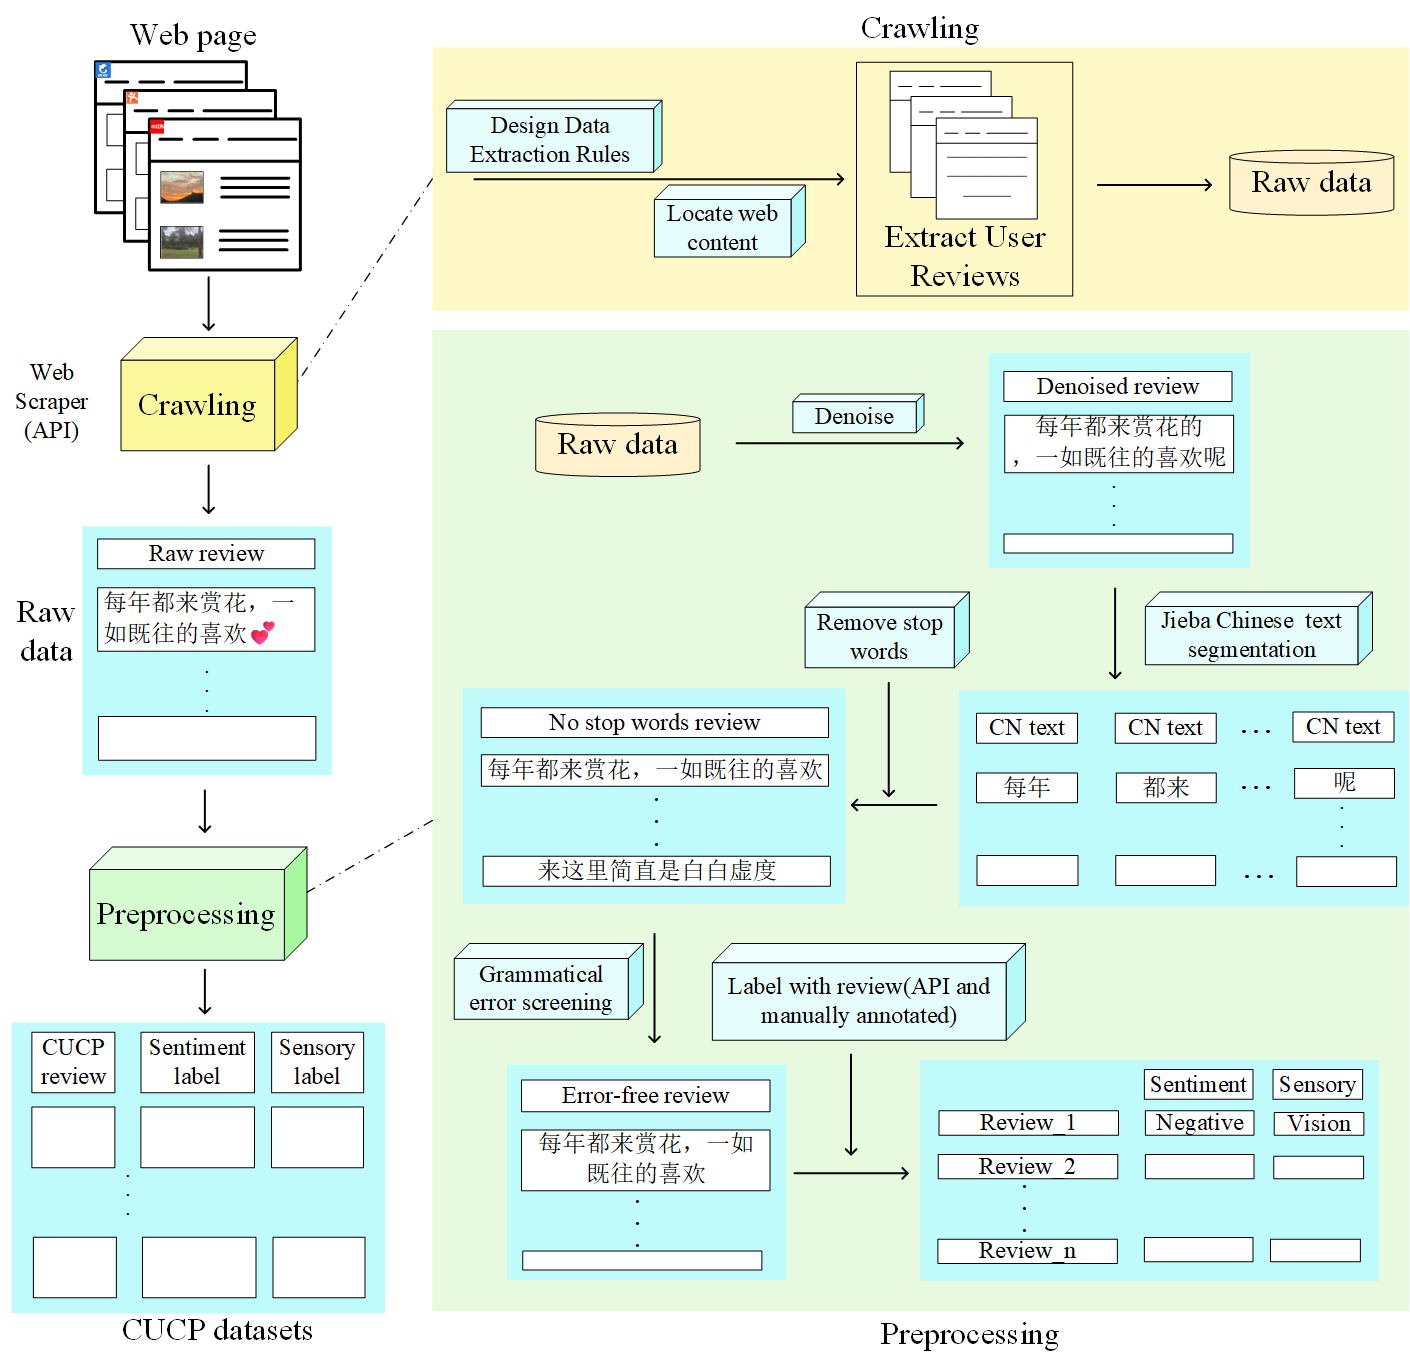 Web page
Web
Scraper
(API)
Crawling
Raw
data
Raw review
每年都来赏花，一
如既往的喜欢💕
Preprocessing
CUCP
review
Sentiment
label
Sensory
label
CUCP datasets
Crawling
Design Data
Extraction Rules
Locate web
content
Extract User
Reviews
Raw data
Raw data
Denoise
Denoised review
每年都来赏花的
，一如既往的喜欢呢
Jieba Chinese text
segmentation
Remove stop
words
CN text
CN text
...
CN text
每年
都来
...
呢
...
No stop words review
每年都来赏花，一如既往的喜欢
来这里简直是白白虚度
Grammatical
error screening
Label with review(API and
manually annotated)
Error-free review
每年都来赏花，一如
既往的喜欢
Sentiment
Sensory
Review_1
Negative
Vision
Review_2
Review_n
Preprocessing